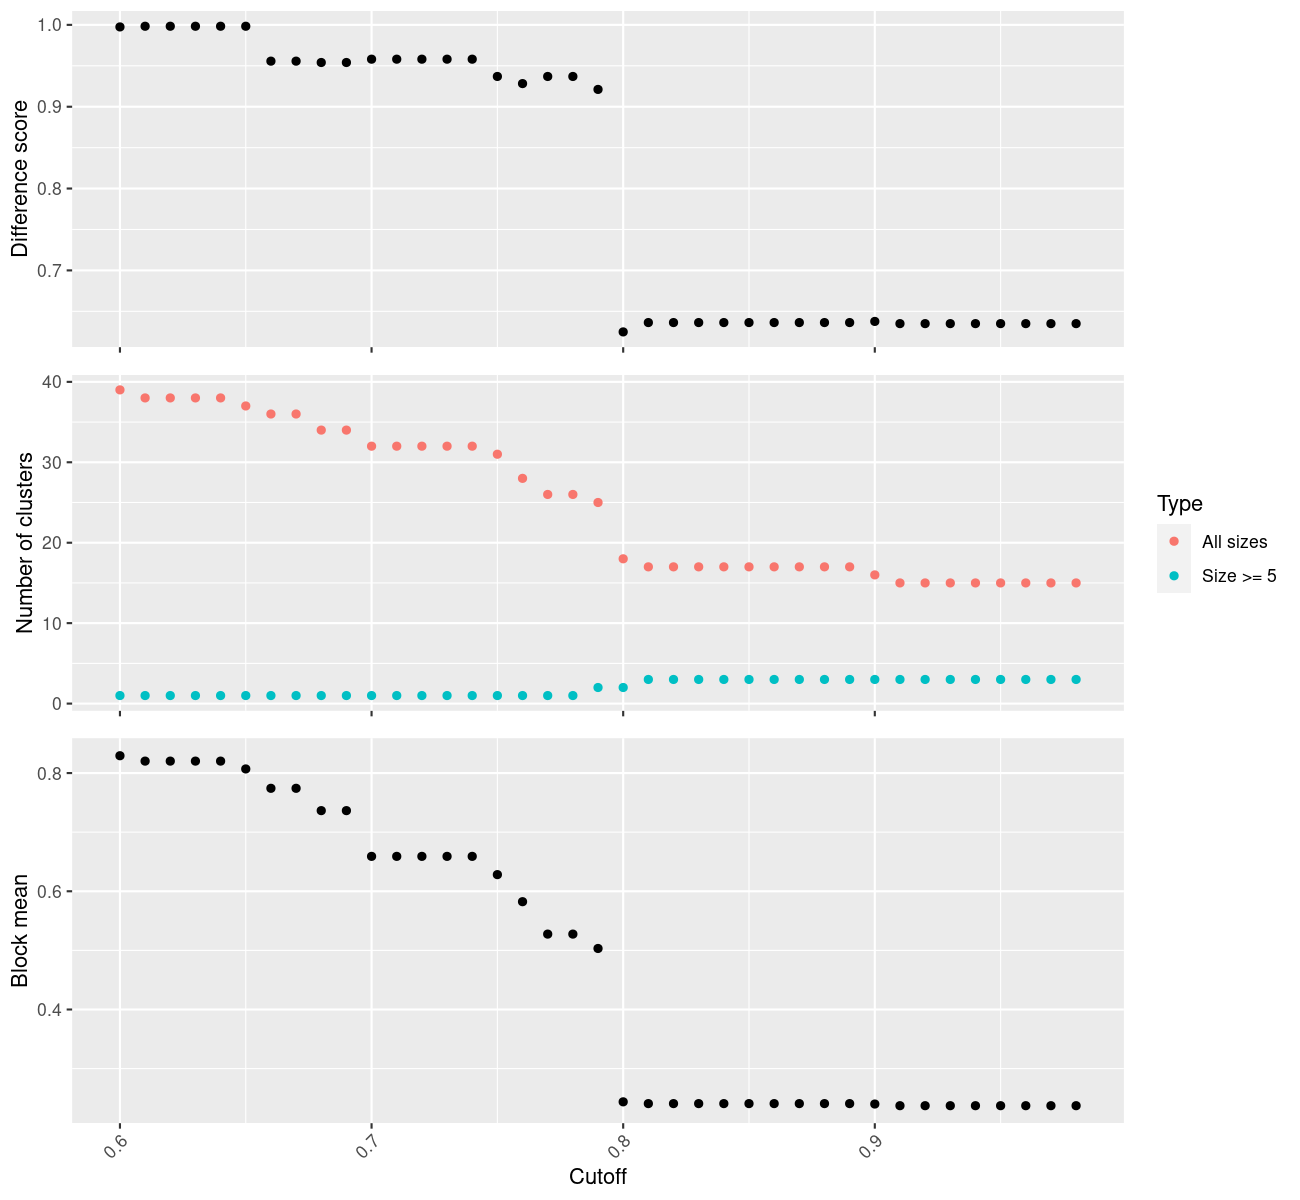 Difference score
1.0
0.9
0.8
0.7
Number of clusters
40
30
20
10
0
Type
All sizes
Size >= 5
Block mean
0.8
0.6
0.4
0.6
0.7
0.8
0.9
Cutoff